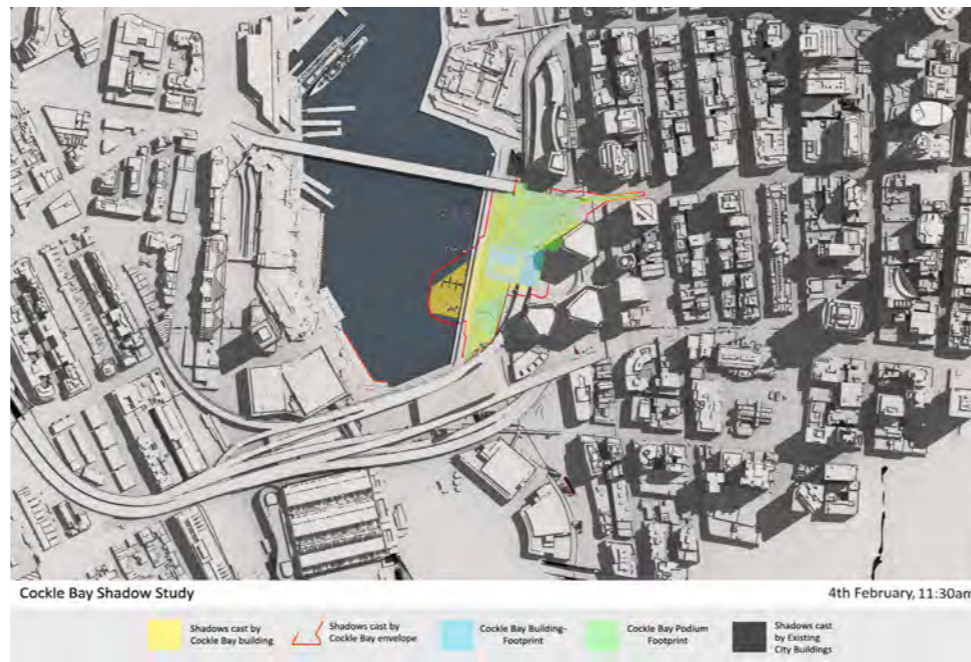 Cockle Bay Shadow Study
4th February, 11:30am
Shadows cast by
Cockle Bay building
Shadows cast by
Cockle Bay envelope
Cockle Bay Building-
Footprint
Cockle Bay Podium
Footprint
Shadows cast
by Existing
City Buildings